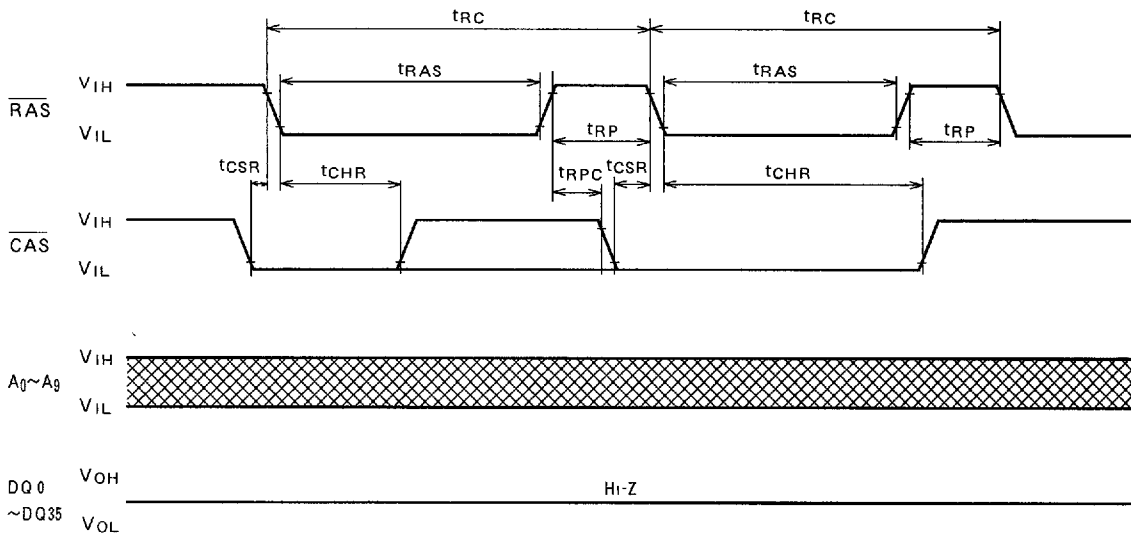 tRC tRC
VIH tRAS tRAS
RAS
VIL tRP tRP
tCSR tCHR tRPC tCSR tCHR
VIH
CAS
VIL
VIH
A0~A9
VIL
VOH Hi-Z
DQ0
~DQ35
VOL